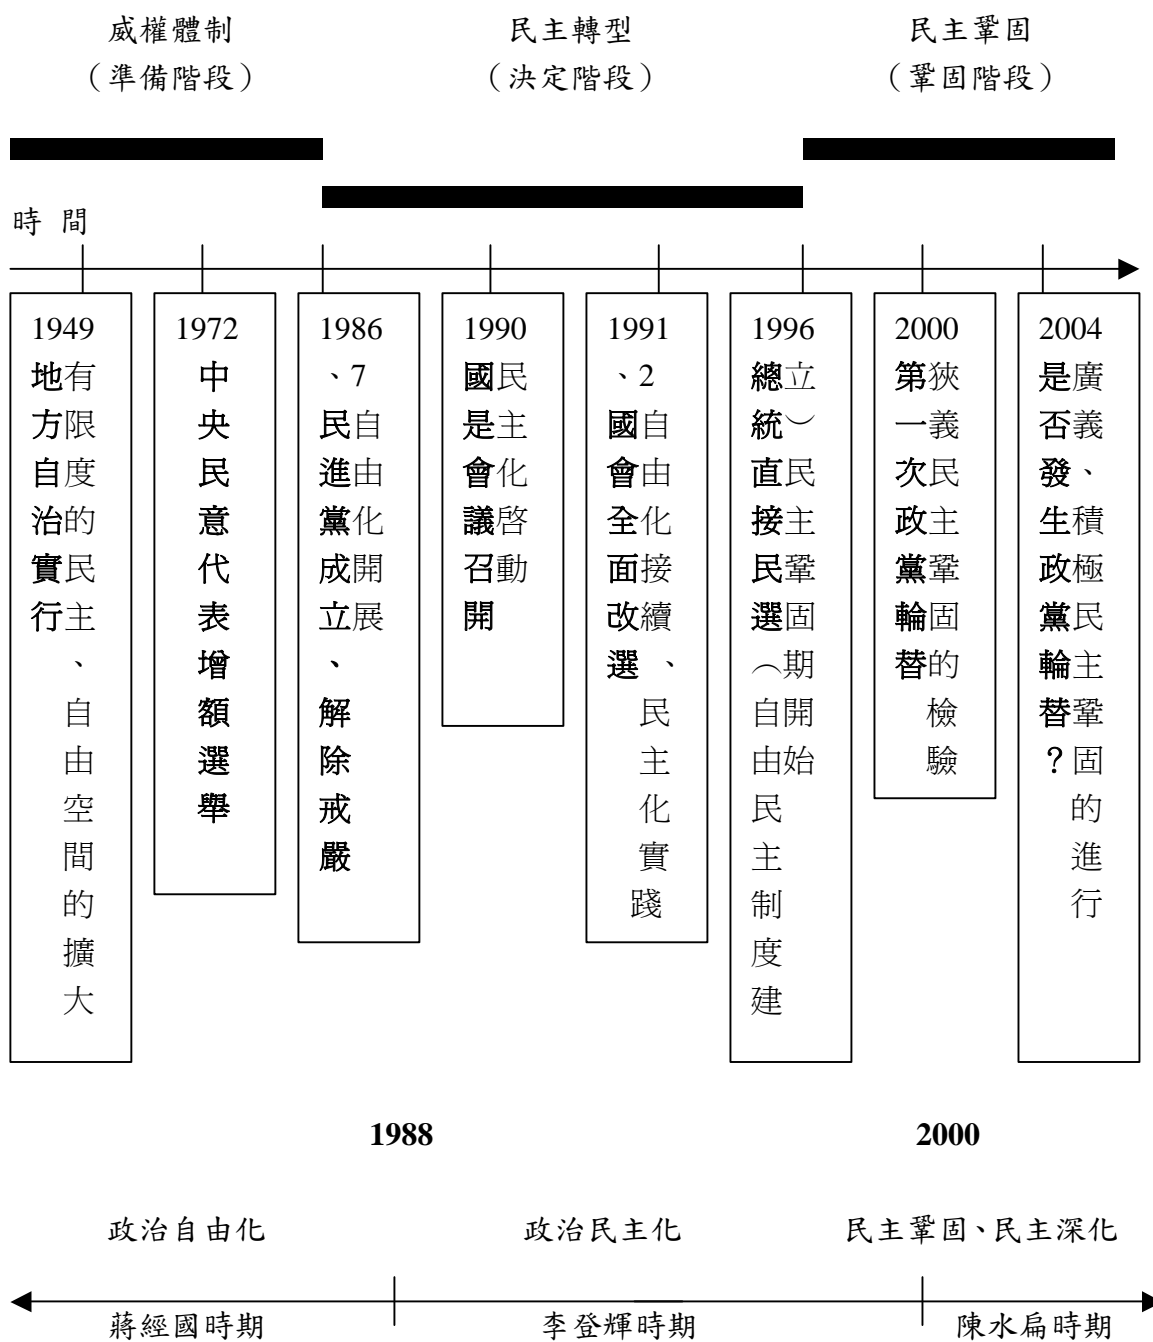 威權體制
（準備階段）
民主轉型
（決定階段）
民主鞏固
（鞏固階段）
時 間
1949
地方自治實行
有限度的民主、自由空間的擴大
1972
中央民意代表增額選舉
1986
、7
民進黨成立、解除戒嚴
自由化開展
1990
國是會議召開
民主化啓動
1991
、2
國會全面改選
自由化接續、民主化實踐
1996
總統直接民選（自由民主制度建
立）民主鞏固期開始
2000
第一次政黨輪替
狹義民主鞏固的檢驗
2004
是否發生政黨輪替？
廣義、積極民主鞏固的進行
1988
2000
政治自由化
政治民主化
民主鞏固、民主深化
蔣經國時期
李登輝時期
陳水扁時期